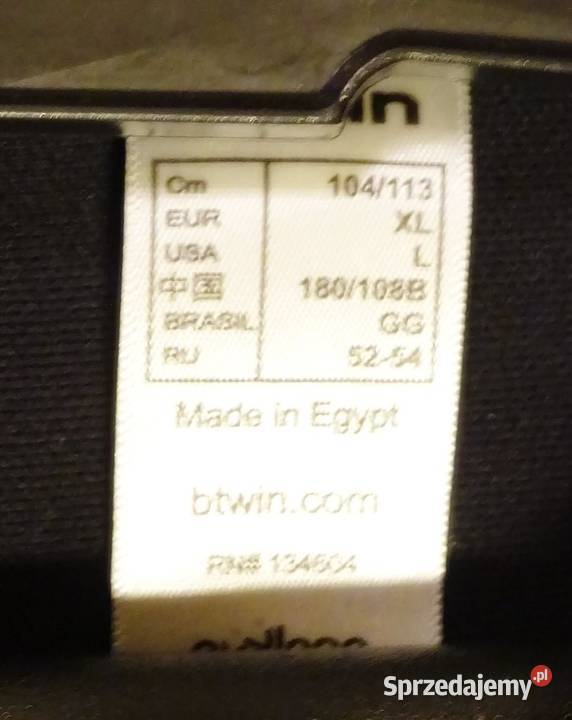 in
Cm 104/113
EUR XL
USA L
中国 180/108B
BRASIL GG
RU 52-54
Made in Egypt
btwin.com
RN# 134604
Sprzedajemy.pl